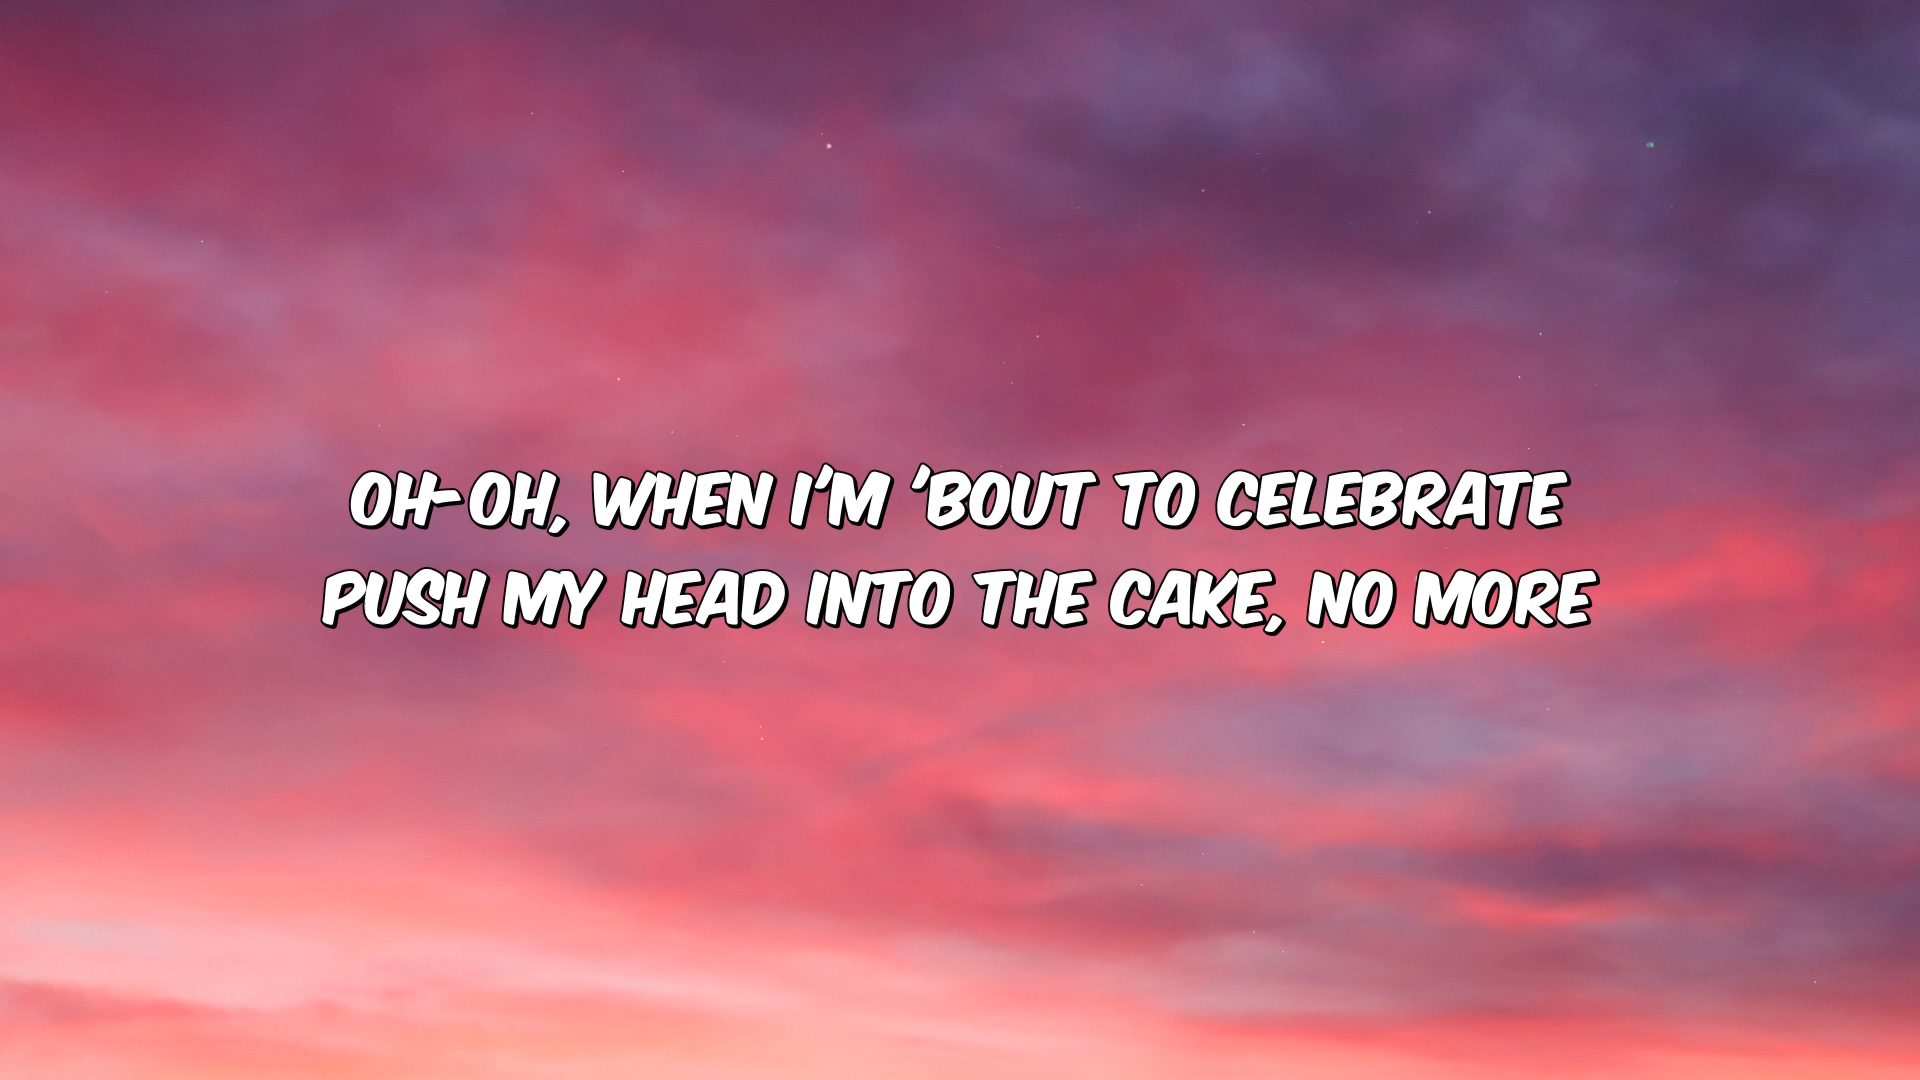 OH-OH, WHEN I'M 'BOUT TO CELEBRATE
PUSH MY HEAD INTO THE CAKE, NO MORE